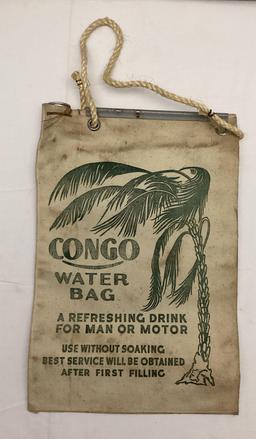 CONGO
WATER
BAG
A REFRESHING DRINK
FOR MAN OR MOTOR
USE WITHOUT SOAKING
BEST SERVICE WILL BE OBTAINED
AFTER FIRST FILLING